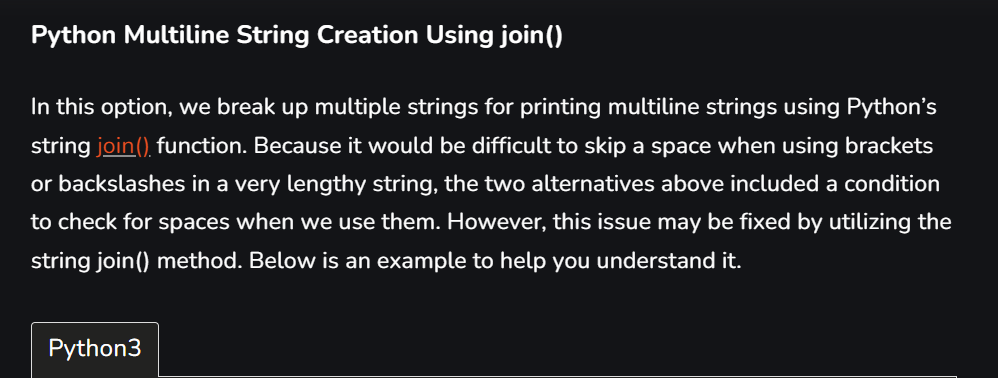 Python Multiline String Creation Using join()
In this option, we break up multiple strings for printing multiline strings using Python’s
string join() function. Because it would be difficult to skip a space when using brackets
or backslashes in a very lengthy string, the two alternatives above included a condition
to check for spaces when we use them. However, this issue may be fixed by utilizing the
string join() method. Below is an example to help you understand it.
Python3